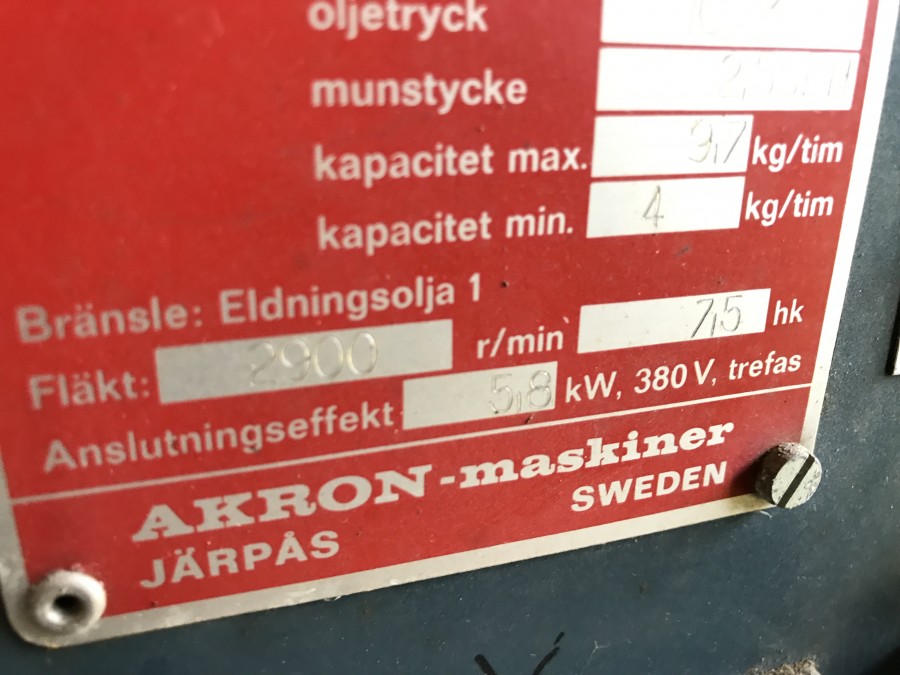 oljetryck
munstycke
kapacitet max. 9,7 kg/tim
kapacitet min. 4 kg/tim
Bränsle: Eldningsolja 1
Fläkt: 2900 r/min 7,5 hk
Anslutningseffekt 5,8 kW, 380 V, trefas
AKRON-maskiner
JÄRPÅS SWEDEN